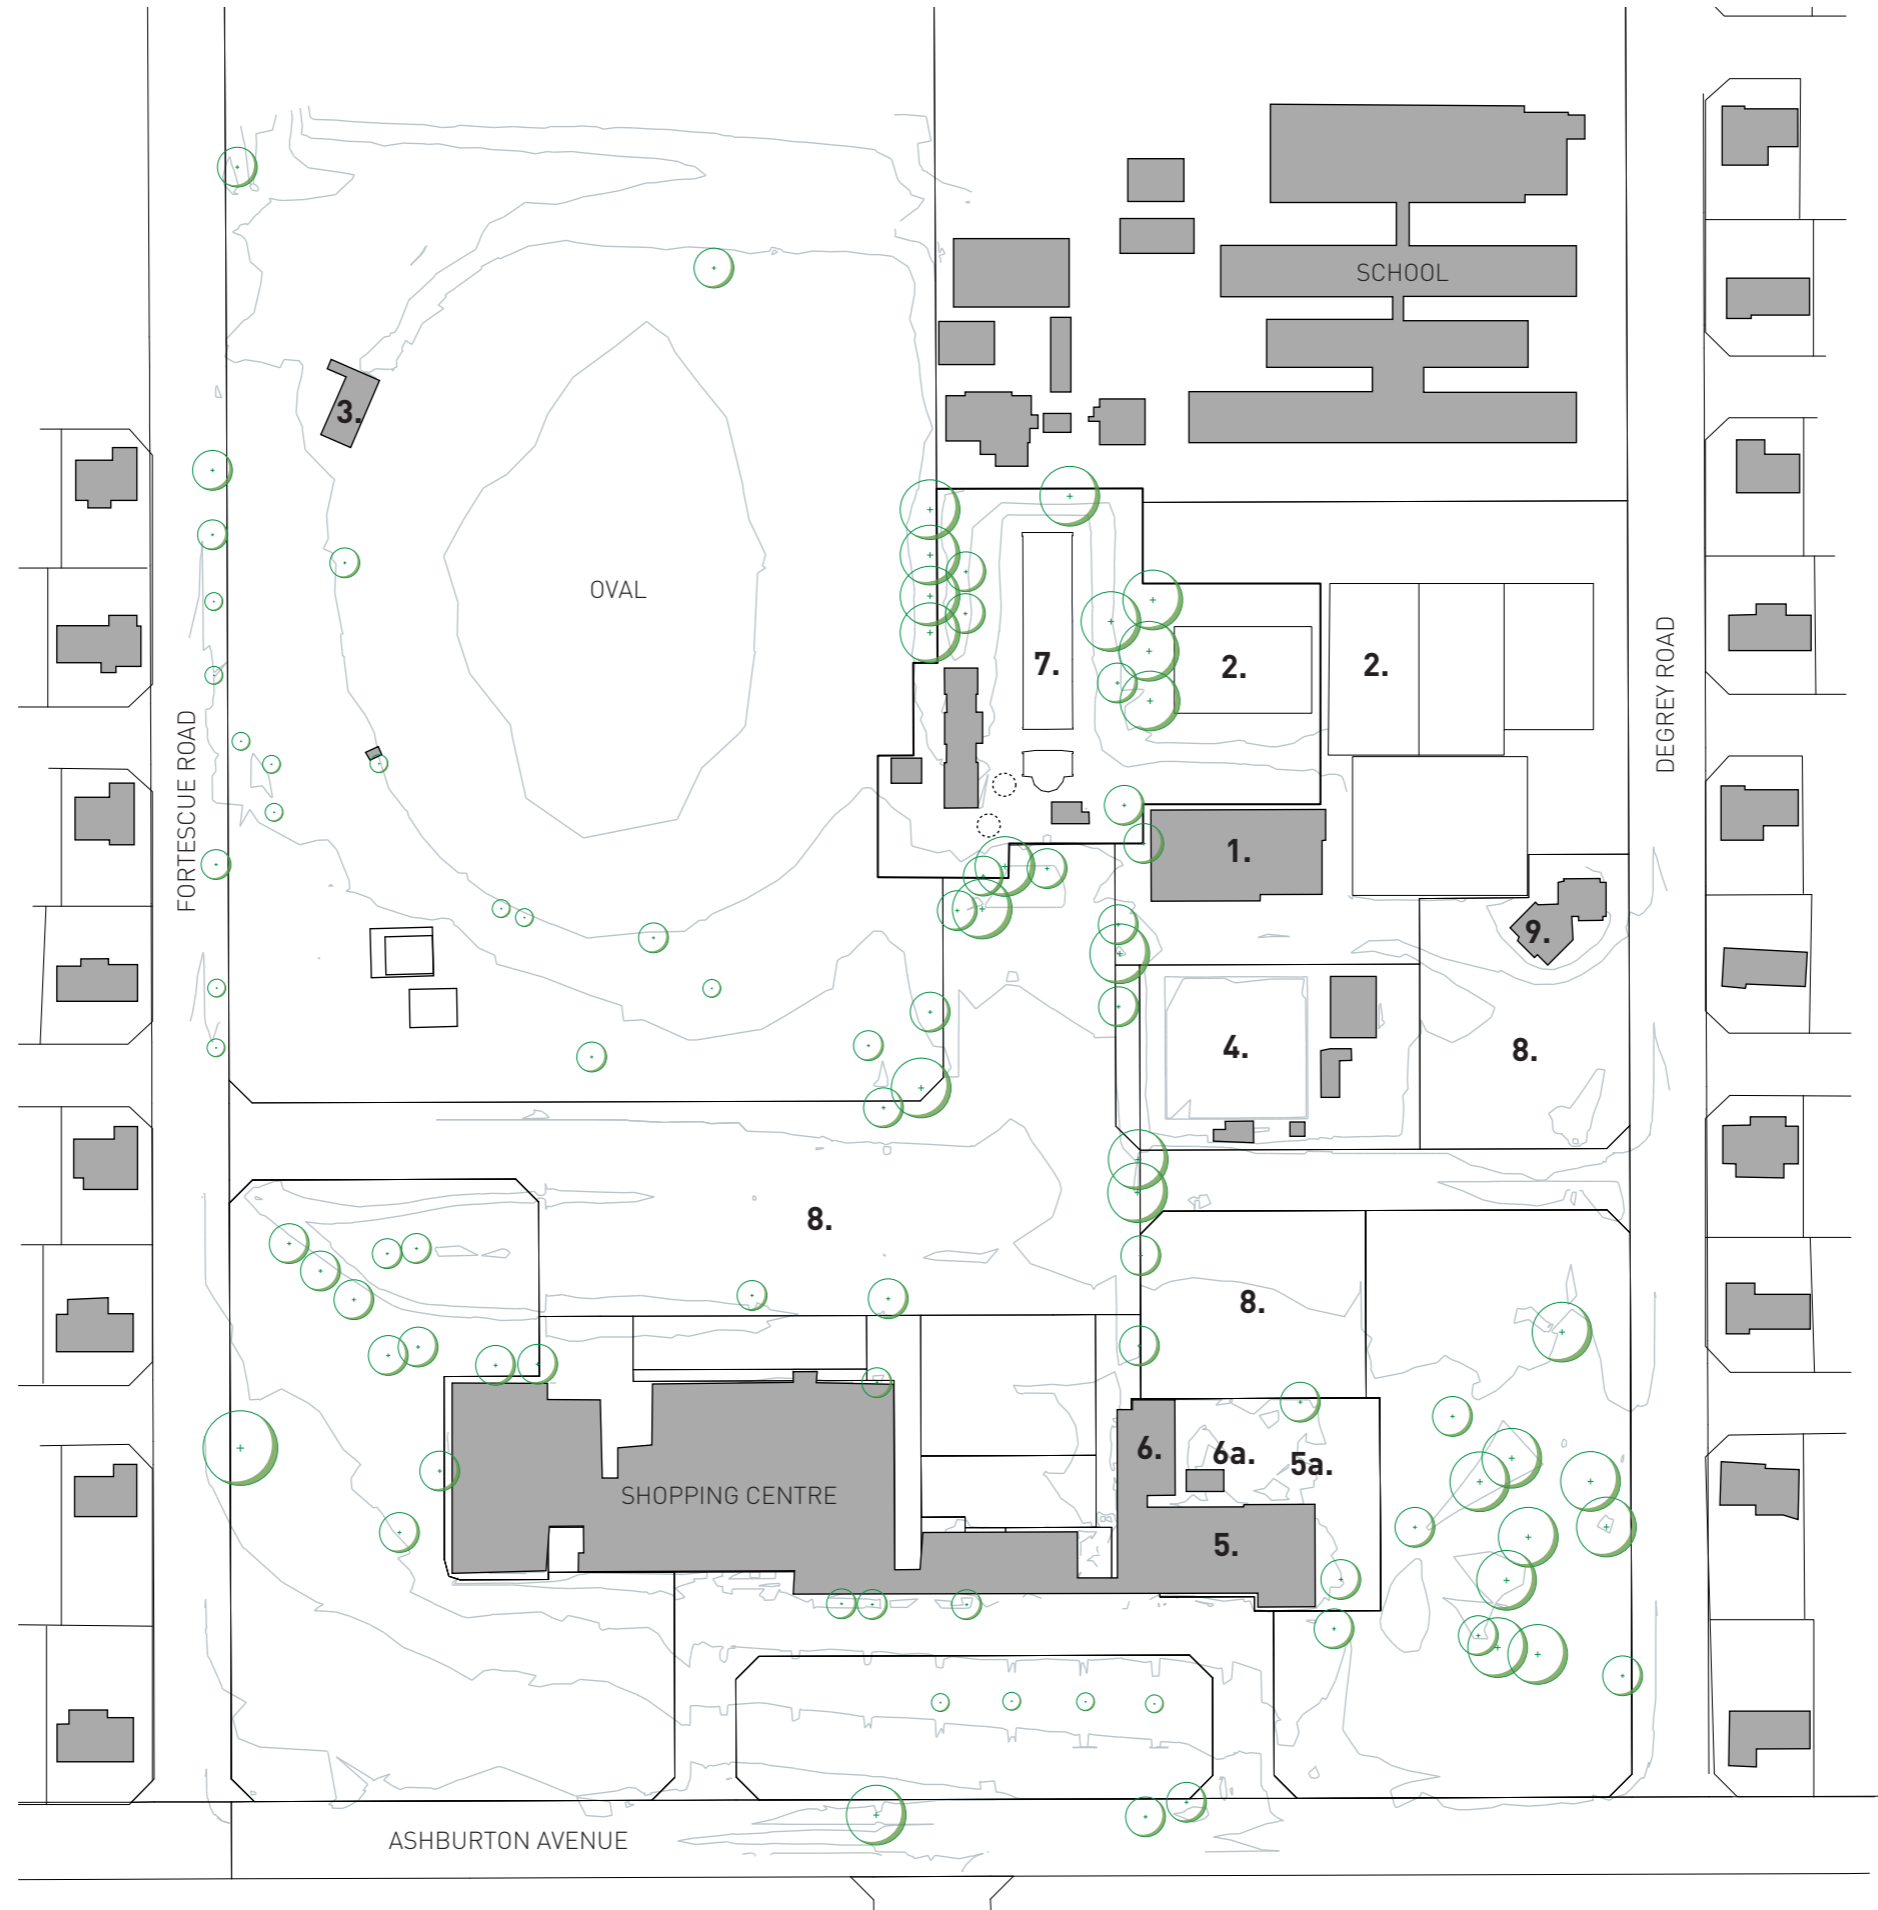 SCHOOL
3.
OVAL
7.
2.
2.
DEGREY ROAD
FORTESCUE ROAD
1.
9.
4.
8.
8.
8.
6.
6a.
5a.
SHOPPING CENTRE
5.
ASHBURTON AVENUE